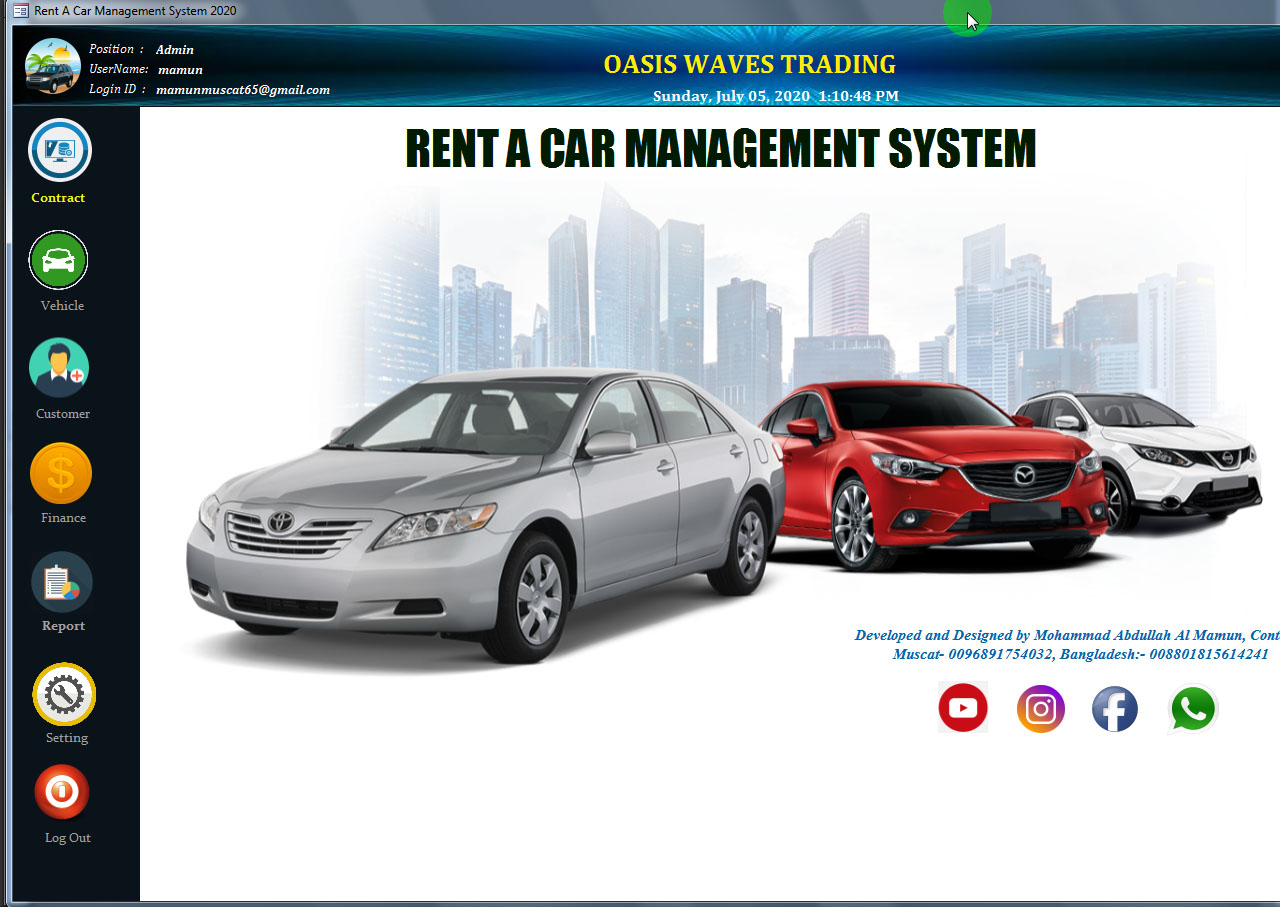 Rent A Car Management System 2020
Position : Admin
UserName: mamun
Login ID : mamunmuscat65@gmail.com
OASIS WAVES TRADING
Sunday, July 05, 2020 1:10:48 PM
RENT A CAR MANAGEMENT SYSTEM
Contract
Vehicle
Customer
Finance
Report
Setting
Log Out
Developed and Designed by Mohammad Abdullah Al Mamun, Cont
Muscat- 0096891754032, Bangladesh:- 008801815614241